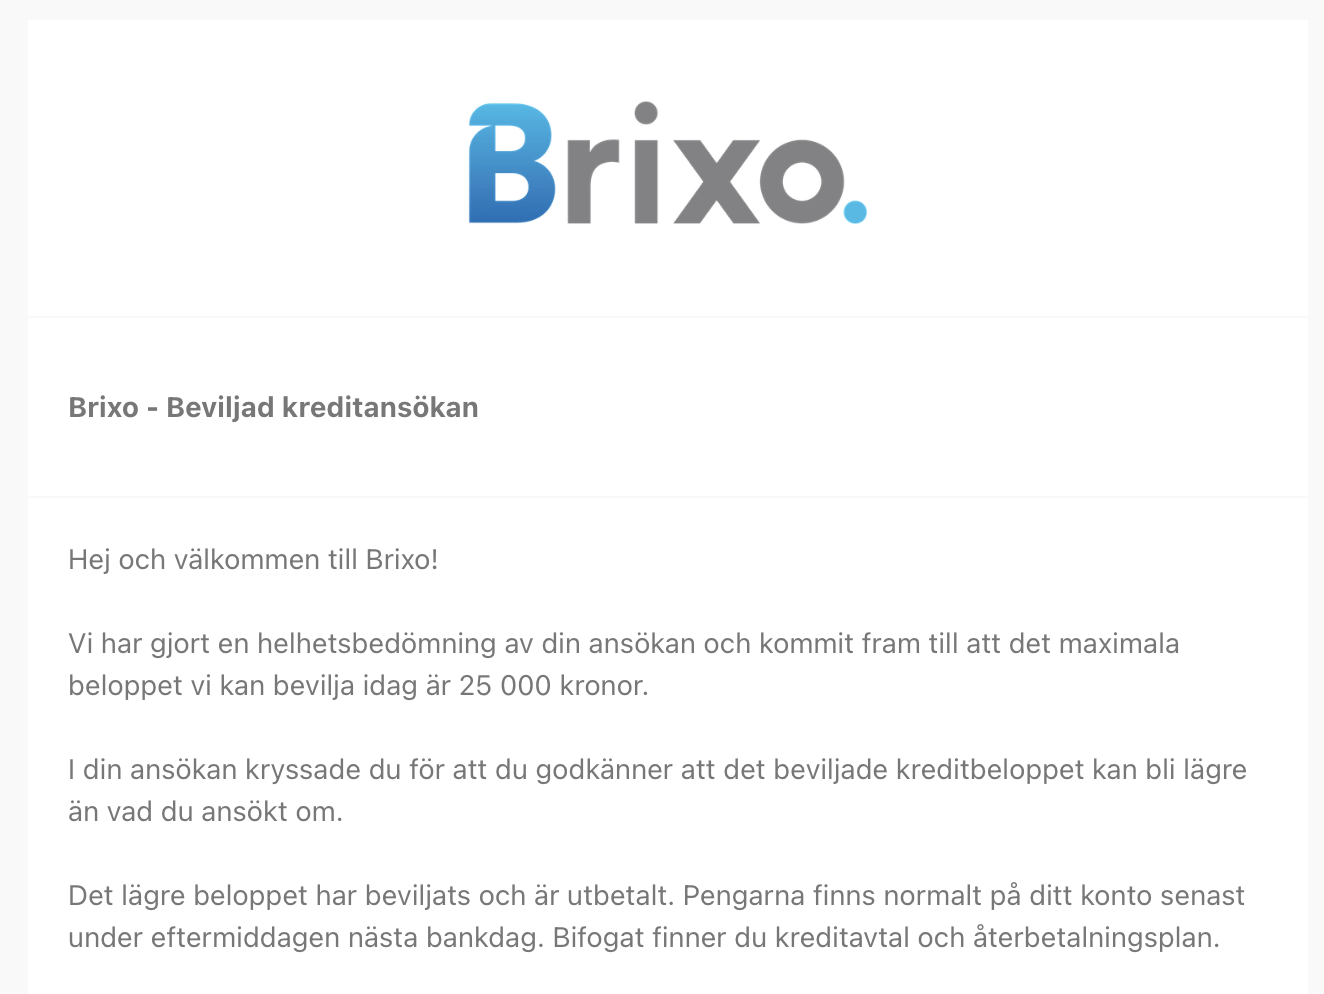 Brixo.
Brixo - Beviljad kreditansökan
Hej och välkommen till Brixo!
Vi har gjort en helhetsbedömning av din ansökan och kommit fram till att det maximala
beloppet vi kan bevilja idag är 25 000 kronor.
I din ansökan kryssade du för att du godkänner att det beviljade kreditbeloppet kan bli lägre
än vad du ansökt om.
Det lägre beloppet har beviljats och är utbetalt. Pengarna finns normalt på ditt konto senast
under eftermiddagen nästa bankdag. Bifogat finner du kreditavtal och återbetalningsplan.